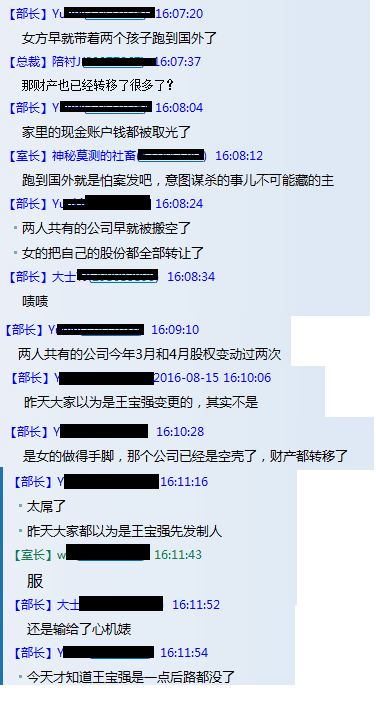 【部长】Yu 16:07:20
女方早就带着两个孩子跑到国外了
【总裁】陪衬J 16:07:37
那财产也已经转移了很多了？
【部长】Y 16:08:04
家里的现金账户钱都被取光了
【室长】神秘莫测的社畜( ) 16:08:12
跑到国外就是怕案发吧，意图谋杀的事儿不可能藏的主
【部长】Yu 16:08:24
两人共有的公司早就被搬空了
女的把自己的股份都全部转让了
【部长】大士 16:08:34
啧啧
【部长】Y 16:09:10
两人共有的公司今年3月和4月股权变动过两次
【部长】Y 2016-08-15 16:10:06
昨天大家以为是王宝强变更的，其实不是
【部长】Y 16:10:28
是女的做得手脚，那个公司已经是空壳了，财产都转移了
【部长】Y 16:11:16
太屌了
昨天大家都以为是王宝强先发制人
【室长】w 16:11:43
服
【部长】大士 16:11:52
还是输给了心机婊
【部长】Y 16:11:54
今天才知道王宝强是一点后路都没了